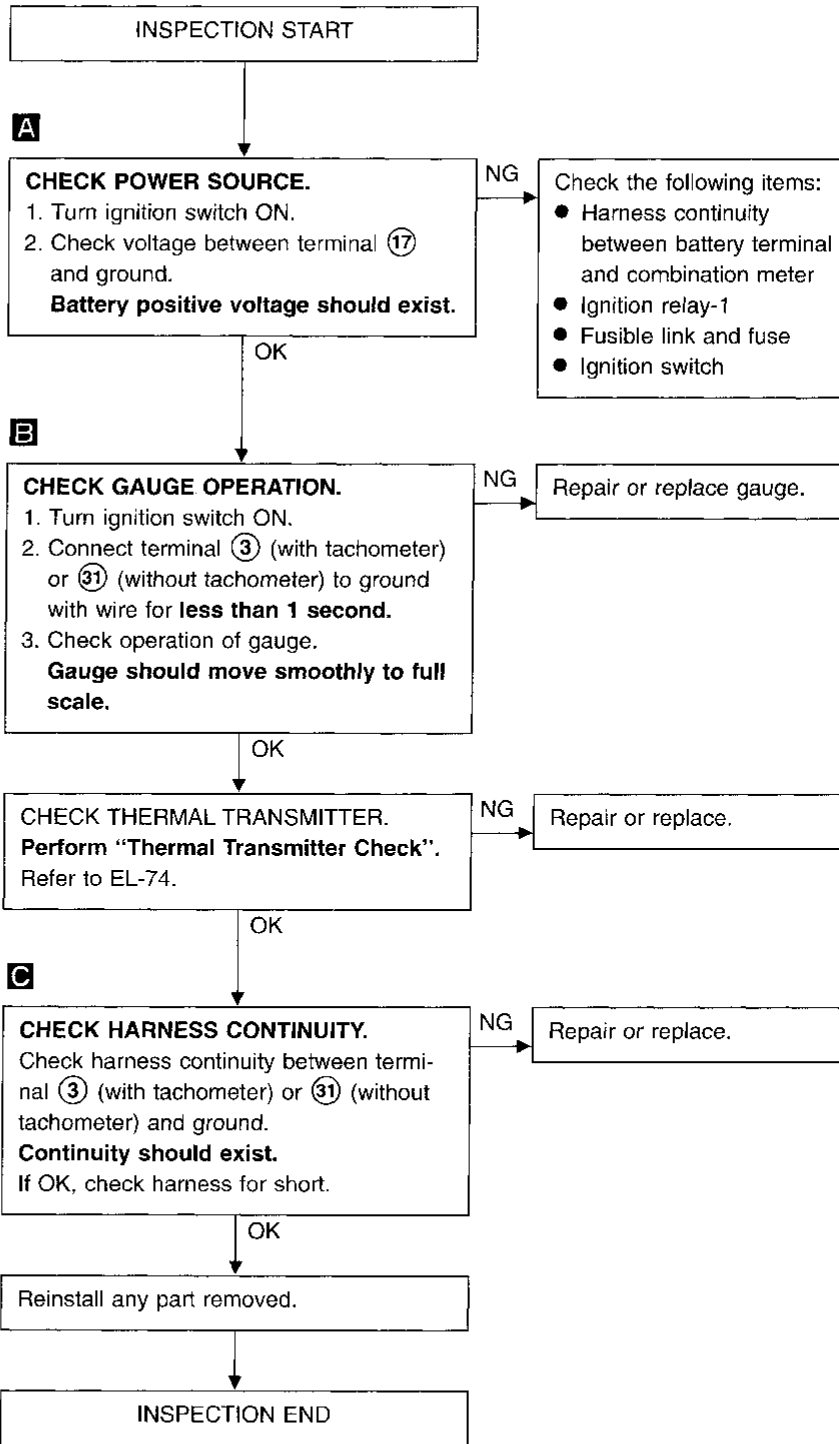 INSPECTION START
A
CHECK POWER SOURCE.
1. Turn ignition switch ON.
2. Check voltage between terminal ⑰
and ground.
Battery positive voltage should exist.
NG
Check the following items:
● Harness continuity
between battery terminal
and combination meter
● Ignition relay-1
● Fusible link and fuse
● Ignition switch
OK
B
CHECK GAUGE OPERATION.
1. Turn ignition switch ON.
2. Connect terminal ③ (with tachometer)
or ㉛ (without tachometer) to ground
with wire for less than 1 second.
3. Check operation of gauge.
Gauge should move smoothly to full
scale.
NG
Repair or replace gauge.
OK
CHECK THERMAL TRANSMITTER.
Perform “Thermal Transmitter Check”.
Refer to EL-74.
NG
Repair or replace.
OK
C
CHECK HARNESS CONTINUITY.
Check harness continuity between termi-
nal ③ (with tachometer) or ㉛ (without
tachometer) and ground.
Continuity should exist.
If OK, check harness for short.
NG
Repair or replace.
OK
Reinstall any part removed.
INSPECTION END